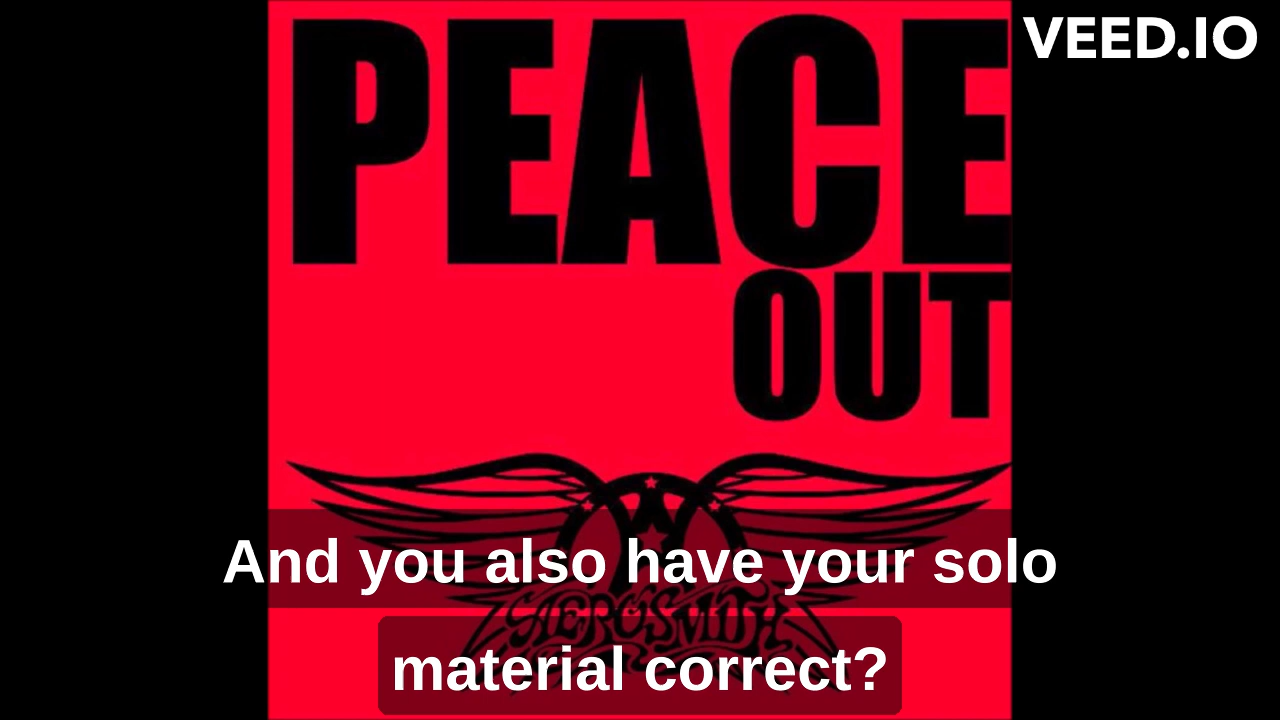 VEED.IO
PEACE
OUT
AEROSMITH
And you also have your solo
material correct?